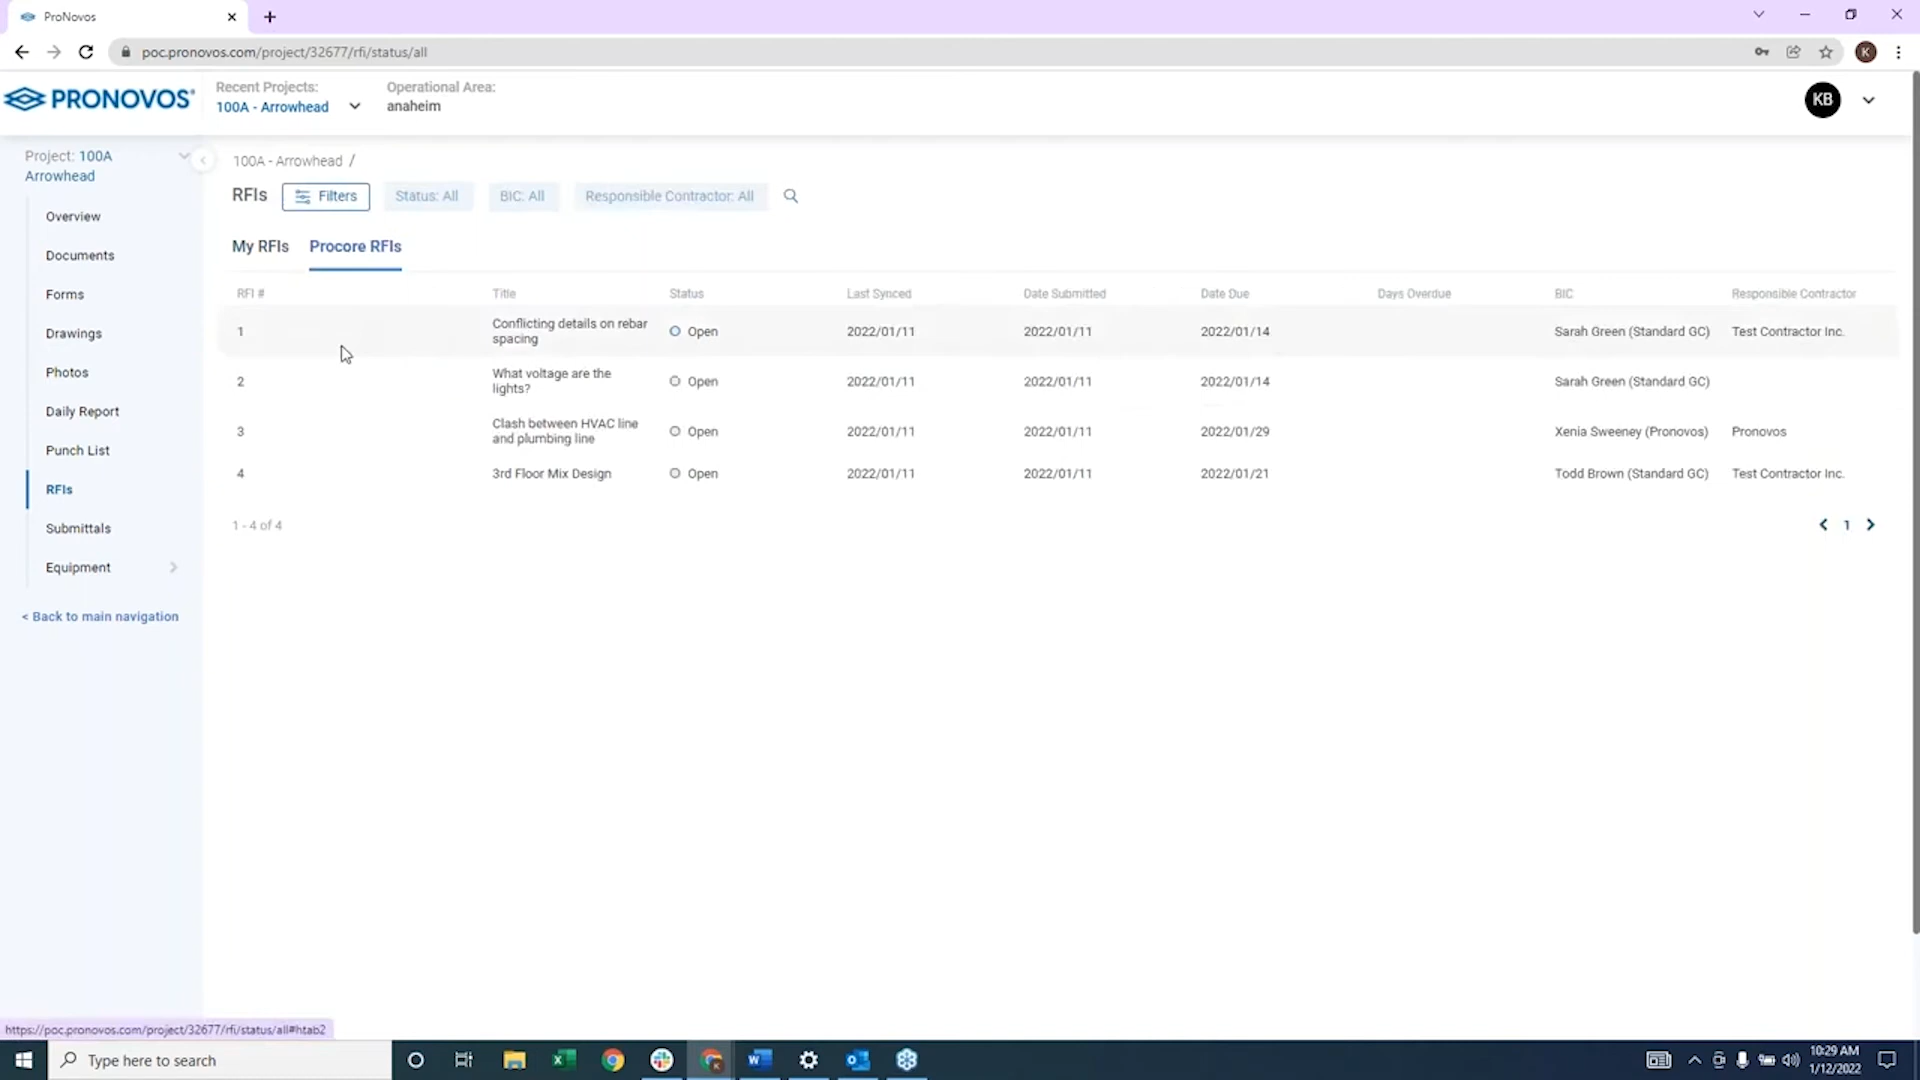 ProNovos
poc.pronovos.com/project/32677/rfi/status/all
K
PRONOVOS
Recent Projects:
100A - Arrowhead
Operational Area:
anaheim
KB
Project: 100A
Arrowhead
Overview
Documents
Forms
Drawings
Photos
Daily Report
Punch List
RFIs
Submittals
Equipment
< Back to main navigation
100A - Arrowhead /
RFIs Filters Status: All BIC: All Responsible Contractor: All
My RFIs Procore RFIs
RFI # Title Status Last Synced Date Submitted Date Due Days Overdue BIC Responsible Contractor
1 Conflicting details on rebar spacing Open 2022/01/11 2022/01/11 2022/01/14 Sarah Green (Standard GC) Test Contractor Inc.
2 What voltage are the lights? Open 2022/01/11 2022/01/11 2022/01/14 Sarah Green (Standard GC)
3 Clash between HVAC line and plumbing line Open 2022/01/11 2022/01/11 2022/01/29 Xenia Sweeney (Pronovos) Pronovos
4 3rd Floor Mix Design Open 2022/01/11 2022/01/11 2022/01/21 Todd Brown (Standard GC) Test Contractor Inc.
1 - 4 of 4
< 1 >
https://poc.pronovos.com/project/32677/rfi/status/all#htab2
Type here to search
10:29 AM
1/12/2022